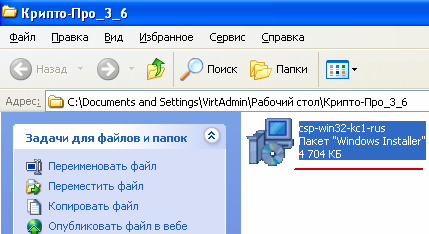 Крипто-Про_3_6
Файл Правка Вид Избранное Сервис Справка
Назад Поиск Папки
Адрес: C:\Documents and Settings\VirtAdmin\Рабочий стол\Крипто-Про_3_6
Задачи для файлов и папок
Переименовать файл
Переместить файл
Копировать файл
Опубликовать файл в вебе
csp-win32-kc1-rus
Пакет "Windows Installer"
4 704 КБ